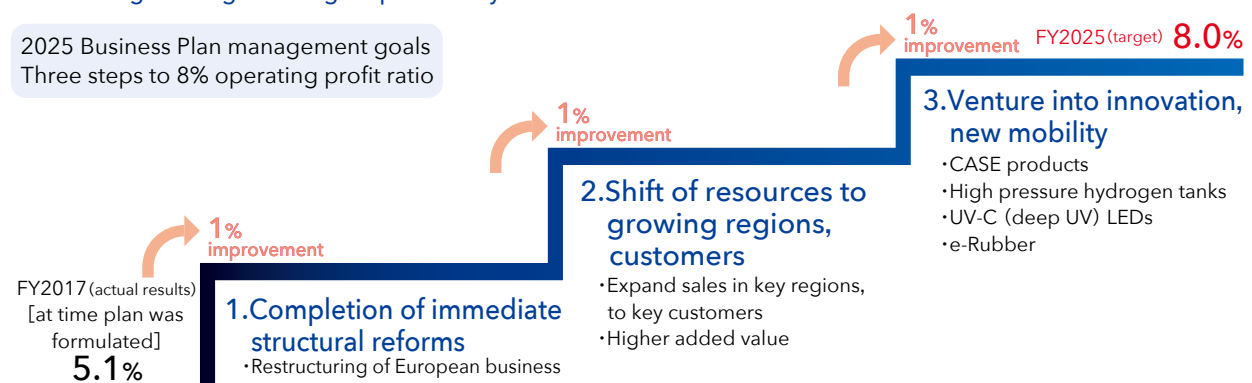 2025 Business Plan management goals
Three steps to 8% operating profit ratio
1%
improvement
FY2025(target) 8.0%
3.Venture into innovation,
new mobility
・CASE products
・High pressure hydrogen tanks
・UV-C (deep UV) LEDs
・e-Rubber
1%
improvement
2.Shift of resources to
growing regions,
customers
・Expand sales in key regions,
to key customers
・Higher added value
1%
improvement
FY2017(actual results)
[at time plan was
formulated]
5.1%
1.Completion of immediate
structural reforms
・Restructuring of European business